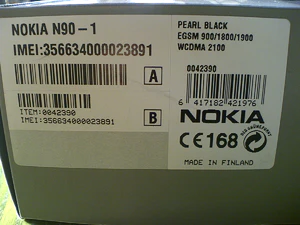 NOKIA N90-1
IMEI:356634000023891
A
ITEM:0042390
IMEI:356634000023891
B
PEARL BLACK
EGSM 900/1800/1900
WCDMA 2100
0042390
6 417182 421976
NOKIA
CE168
MADE IN FINLAND